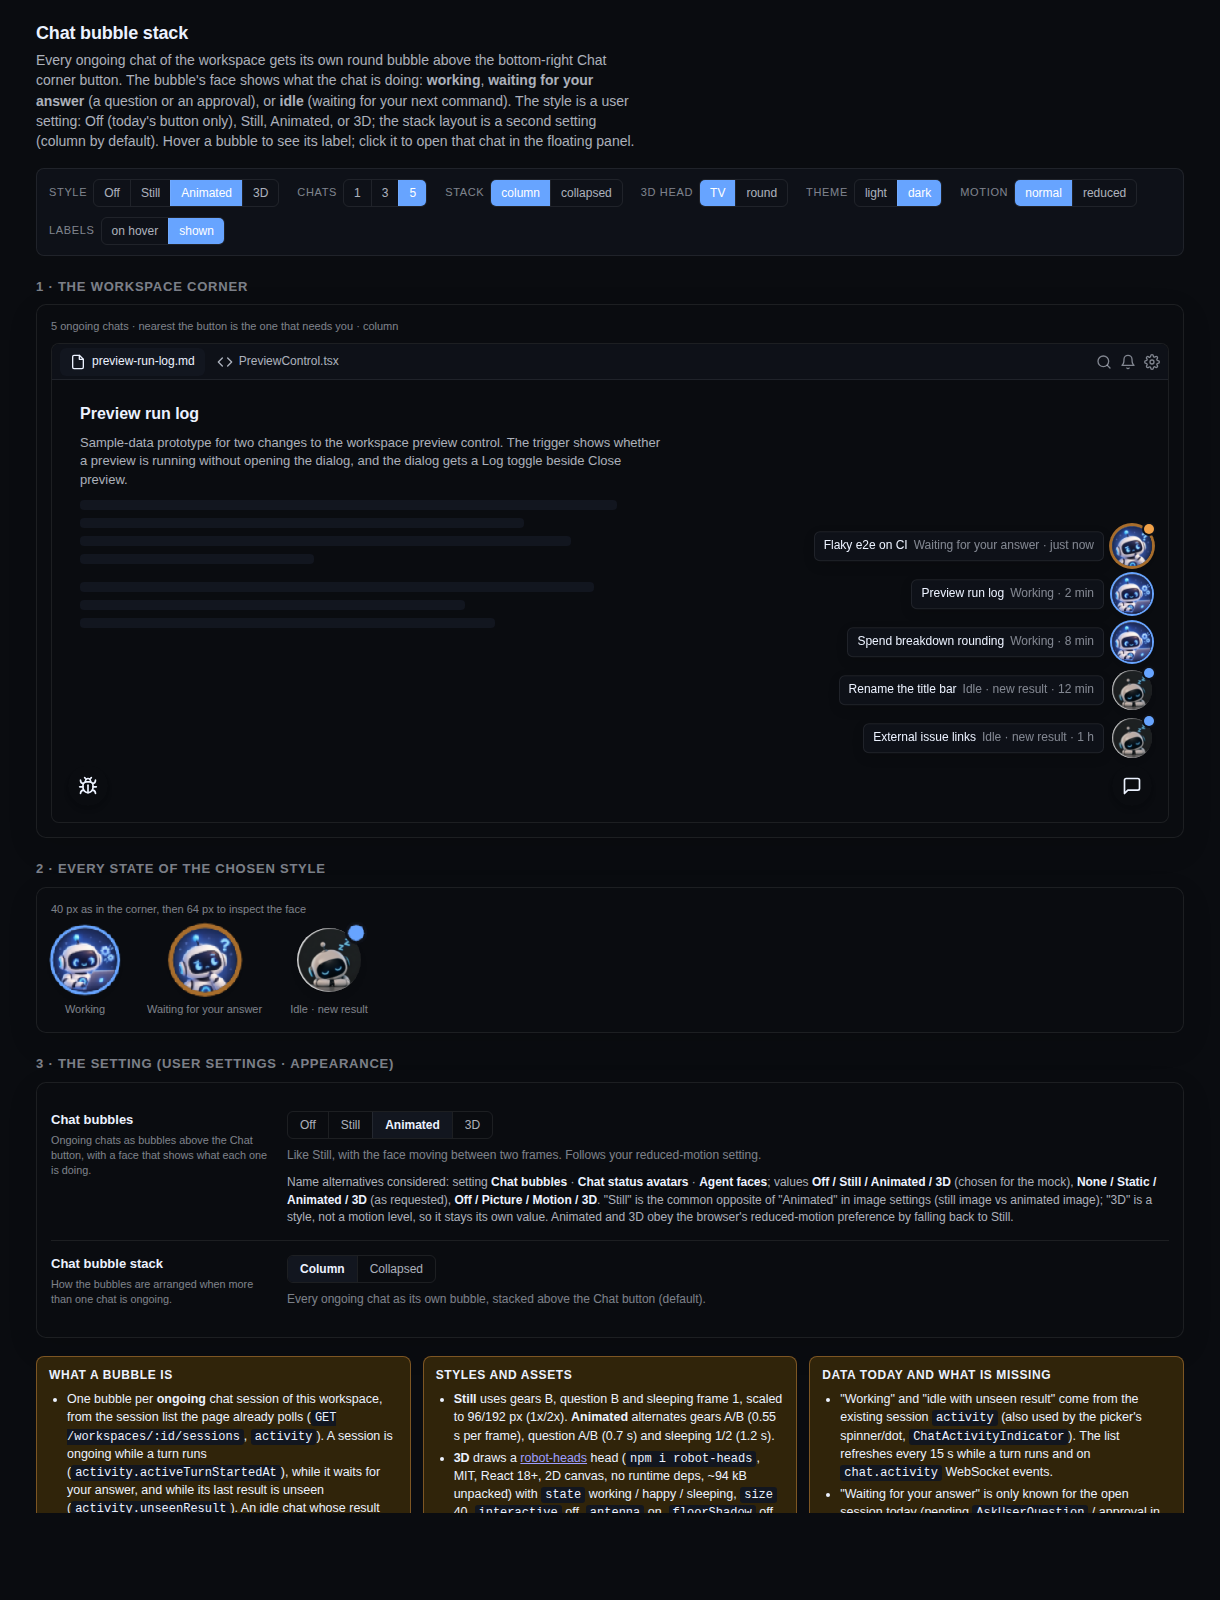 Chat bubble stack
Every ongoing chat of the workspace gets its own round bubble above the bottom-right Chat
corner button. The bubble's face shows what the chat is doing: working, waiting for your
answer (a question or an approval), or idle (waiting for your next command). The style is a user
setting: Off (today's button only), Still, Animated, or 3D; the stack layout is a second setting
(column by default). Hover a bubble to see its label; click it to open that chat in the floating panel.
STYLE Off Still Animated 3D CHATS 1 3 5 STACK column collapsed 3D HEAD TV round THEME light dark MOTION normal reduced
LABELS on hover shown
1 · THE WORKSPACE CORNER
5 ongoing chats · nearest the button is the one that needs you · column
preview-run-log.md PreviewControl.tsx
Preview run log
Sample-data prototype for two changes to the workspace preview control. The trigger shows whether
a preview is running without opening the dialog, and the dialog gets a Log toggle beside Close
preview.
Flaky e2e on CI Waiting for your answer · just now
Preview run log Working · 2 min
Spend breakdown rounding Working · 8 min
Rename the title bar Idle · new result · 12 min
External issue links Idle · new result · 1 h
2 · EVERY STATE OF THE CHOSEN STYLE
40 px as in the corner, then 64 px to inspect the face
Working Waiting for your answer Idle · new result
3 · THE SETTING (USER SETTINGS · APPEARANCE)
Chat bubbles
Ongoing chats as bubbles above the Chat
button, with a face that shows what each one
is doing.
Off Still Animated 3D
Like Still, with the face moving between two frames. Follows your reduced-motion setting.
Name alternatives considered: setting Chat bubbles · Chat status avatars · Agent faces; values Off / Still / Animated / 3D (chosen for the mock), None / Static /
Animated / 3D (as requested), Off / Picture / Motion / 3D. "Still" is the common opposite of "Animated" in image settings (still image vs animated image); "3D" is a
style, not a motion level, so it stays its own value. Animated and 3D obey the browser's reduced-motion preference by falling back to Still.
Chat bubble stack
How the bubbles are arranged when more
than one chat is ongoing.
Column Collapsed
Every ongoing chat as its own bubble, stacked above the Chat button (default).
WHAT A BUBBLE IS
• One bubble per ongoing chat session of this workspace,
from the session list the page already polls ( GET
/workspaces/:id/sessions , activity ). A session is
ongoing while a turn runs
( activity.activeTurnStartedAt ), while it waits for
your answer, and while its last result is unseen
( activity.unseenResult ). An idle chat whose result
STYLES AND ASSETS
• Still uses gears B, question B and sleeping frame 1, scaled
to 96/192 px (1x/2x). Animated alternates gears A/B (0.55
s per frame), question A/B (0.7 s) and sleeping 1/2 (1.2 s).
• 3D draws a robot-heads head ( npm i robot-heads ,
MIT, React 18+, 2D canvas, no runtime deps, ~94 kB
unpacked) with state working / happy / sleeping, size
40, interactive off, antenna on, floorShadow off
DATA TODAY AND WHAT IS MISSING
• "Working" and "idle with unseen result" come from the
existing session activity (also used by the picker's
spinner/dot, ChatActivityIndicator ). The list
refreshes every 15 s while a turn runs and on
chat.activity WebSocket events.
• "Waiting for your answer" is only known for the open
session today (pending AskUserQuestion / approval in